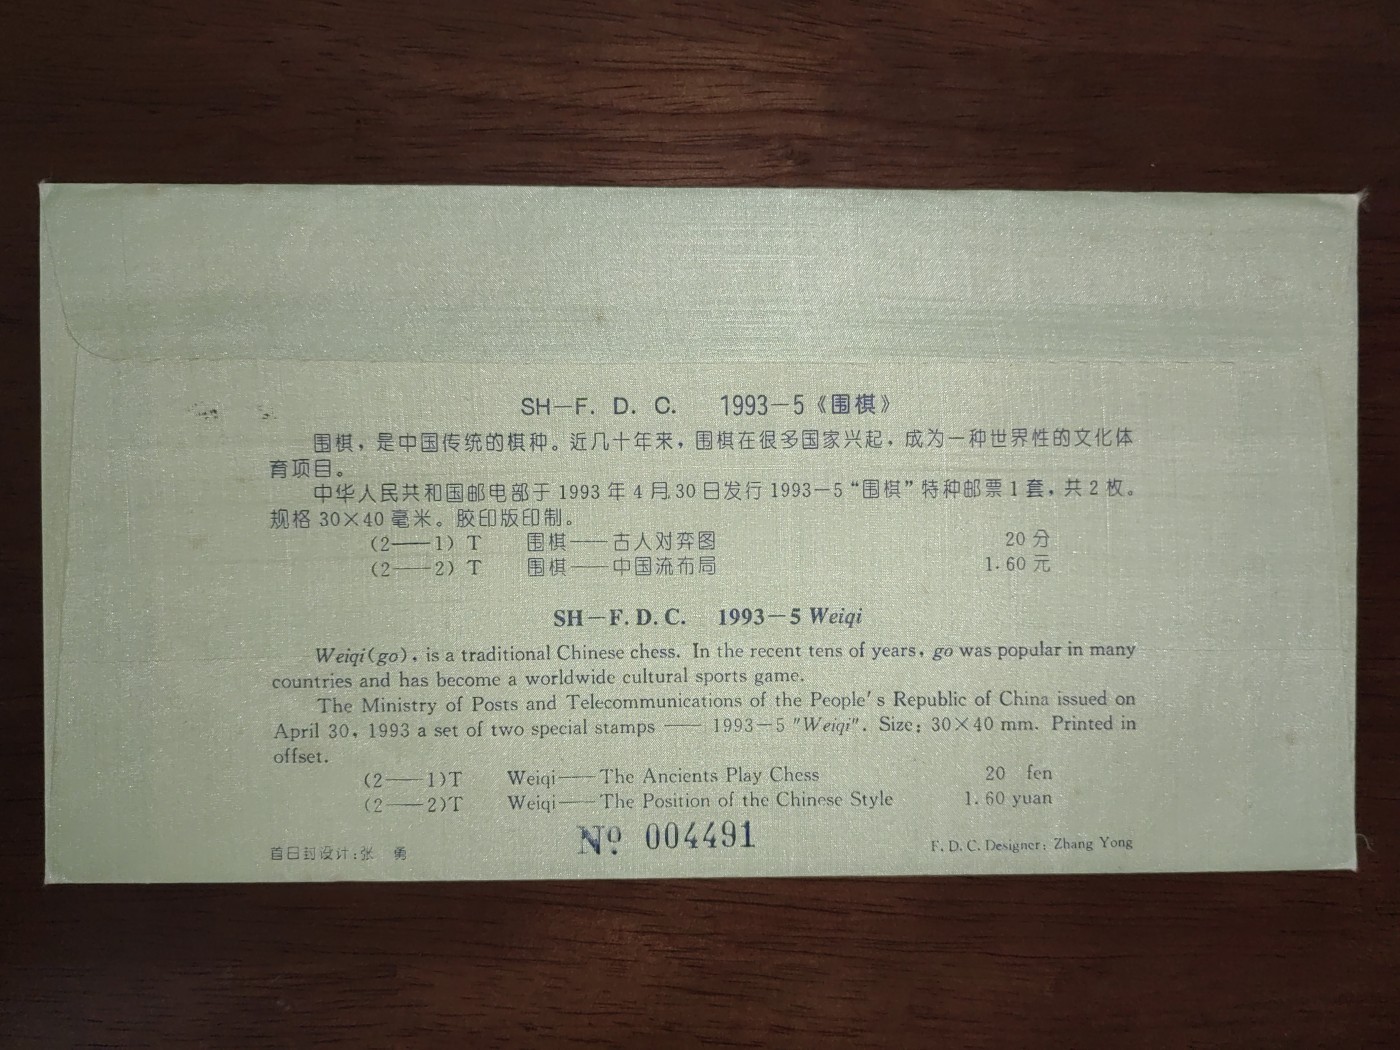 SH—F. D. C. 1993—5《围棋》
围棋，是中国传统的棋种。近几十年来，围棋在很多国家兴起，成为一种世界性的文化体
育项目。
中华人民共和国邮电部于 1993 年 4 月 30 日发行 1993—5 “围棋” 特种邮票 1 套，共 2 枚。
规格 30×40 毫米。胶印版印制。
(2——1) T 围棋——古人对弈图 20 分
(2——2) T 围棋——中国流布局 1.60 元
SH—F. D. C. 1993—5 Weiqi
Weiqi(go), is a traditional Chinese chess. In the recent tens of years, go was popular in many
countries and has become a worldwide cultural sports game.
The Ministry of Posts and Telecommunications of the People's Republic of China issued on
April 30, 1993 a set of two special stamps —— 1993—5 "Weiqi". Size: 30×40 mm. Printed in
offset.
(2——1)T Weiqi——The Ancients Play Chess 20 fen
(2——2)T Weiqi——The Position of the Chinese Style 1.60 yuan
Nº 004491
首日封设计:张 勇 F. D. C. Designer: Zhang Yong